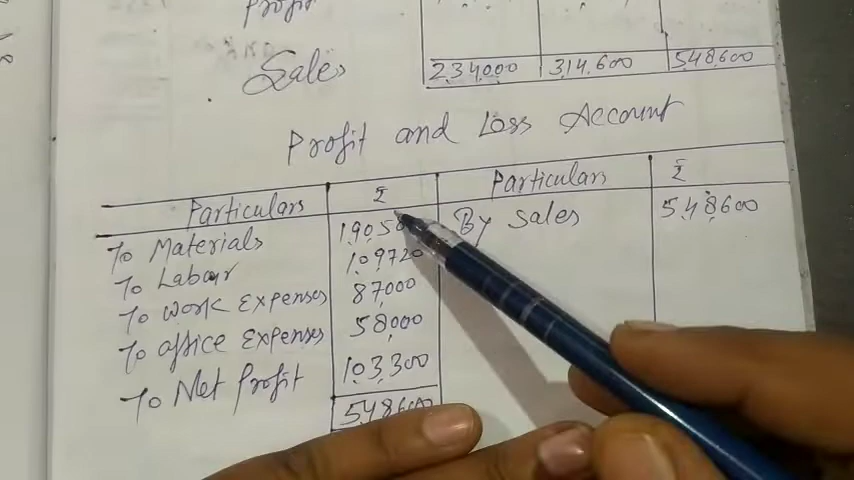 Profit
Sales 2,34,000 3,14,600 5,48,600
Profit and Loss Account
Particulars ₹ Particulars ₹
To Materials By Sales 5,48,600
To Labour 1,09,720
To work Expenses 87,000
To office Expenses 58,000
To Net Profit 1,03,300
5,48,600